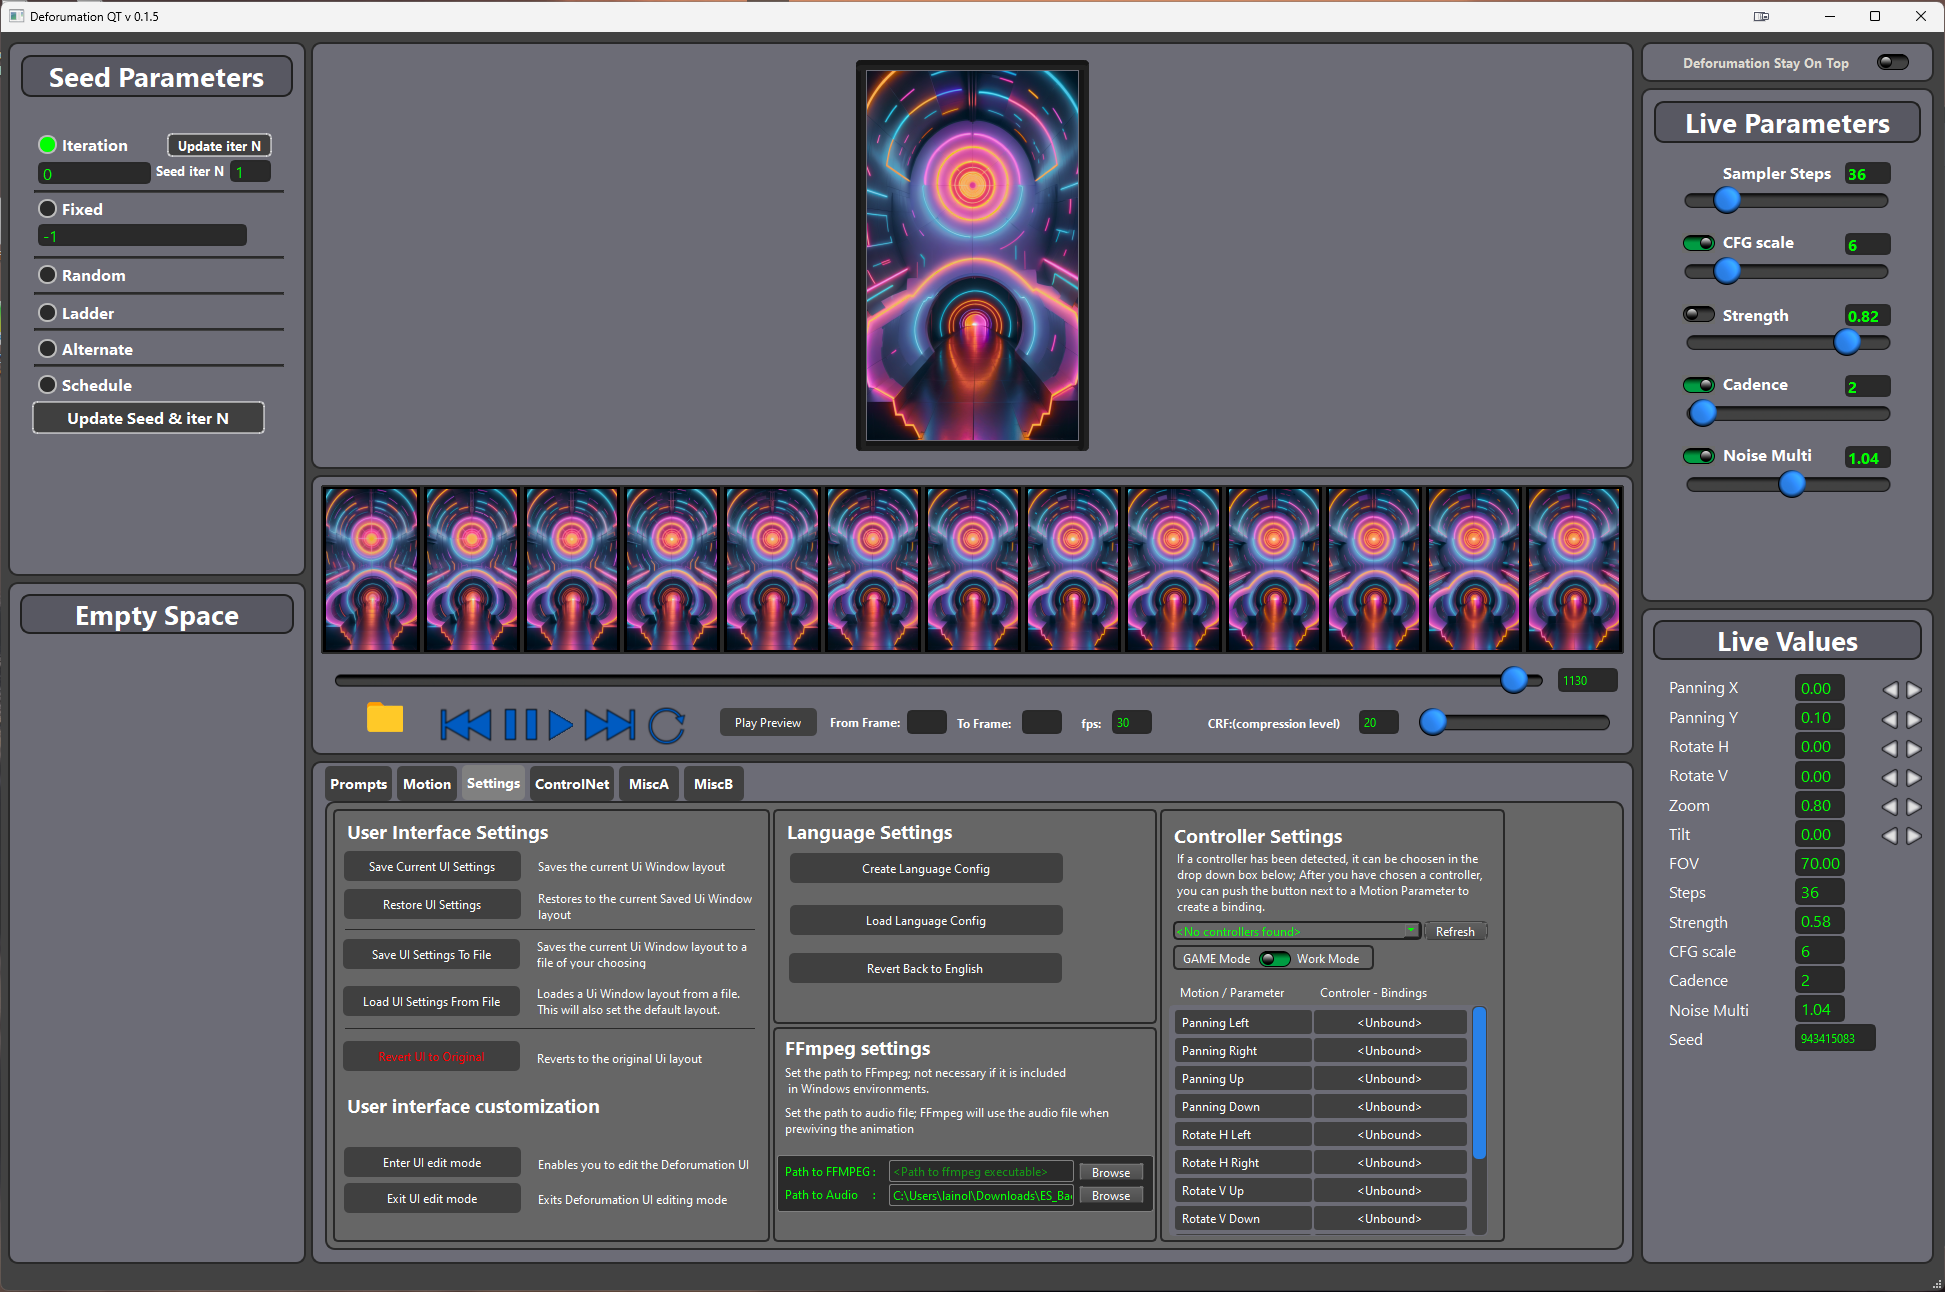 Deforumation QT v 0.1.5
Seed Parameters
Iteration
Update iter N
0
Seed iter N
1
Fixed
-1
Random
Ladder
Alternate
Schedule
Update Seed & iter N
Empty Space
1130
Play Preview
From Frame:
To Frame:
fps:
30
CRF:(compression level)
20
Prompts
Motion
Settings
ControlNet
MiscA
MiscB
User Interface Settings
Save Current UI Settings
Saves the current Ui Window layout
Restore UI Settings
Restores to the current Saved Ui Window
layout
Save UI Settings To File
Saves the current Ui Window layout to a
file of your choosing
Load UI Settings From File
Loades a Ui Window layout from a file.
This will also set the default layout.
Revert UI to Original
Reverts to the original Ui layout
User interface customization
Enter UI edit mode
Enables you to edit the Deforumation UI
Exit UI edit mode
Exits Deforumation UI editing mode
Language Settings
Create Language Config
Load Language Config
Revert Back to English
FFmpeg settings
Set the path to FFmpeg; not necessary if it is included
in Windows environments.
Set the path to audio file; FFmpeg will use the audio file when
prewiving the animation
Path to FFMPEG :
<Path to ffmpeg executable>
Browse
Path to Audio :
C:\Users\lainol\Downloads\ES_Ba
Browse
Controller Settings
If a controller has been detected, it can be choosen in the
drop down box below; After you have chosen a controller,
you can push the button next to a Motion Parameter to
create a binding.
<No controllers found>
Refresh
GAME Mode
Work Mode
Motion / Parameter
Controler - Bindings
Panning Left
<Unbound>
Panning Right
<Unbound>
Panning Up
<Unbound>
Panning Down
<Unbound>
Rotate H Left
<Unbound>
Rotate H Right
<Unbound>
Rotate V Up
<Unbound>
Rotate V Down
<Unbound>
Deforumation Stay On Top
Live Parameters
Sampler Steps
36
CFG scale
6
Strength
0.82
Cadence
2
Noise Multi
1.04
Live Values
Panning X
0.00
Panning Y
0.10
Rotate H
0.00
Rotate V
0.00
Zoom
0.80
Tilt
0.00
FOV
70.00
Steps
36
Strength
0.58
CFG scale
6
Cadence
2
Noise Multi
1.04
Seed
943415083